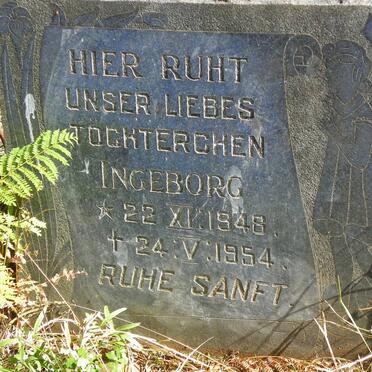 HIER RUHT
UNSER LIEBES
TÖCHTERCHEN
INGEBORG
* 22 XI. 1948.
+ 24. V. 1954.
RUHE SANFT.